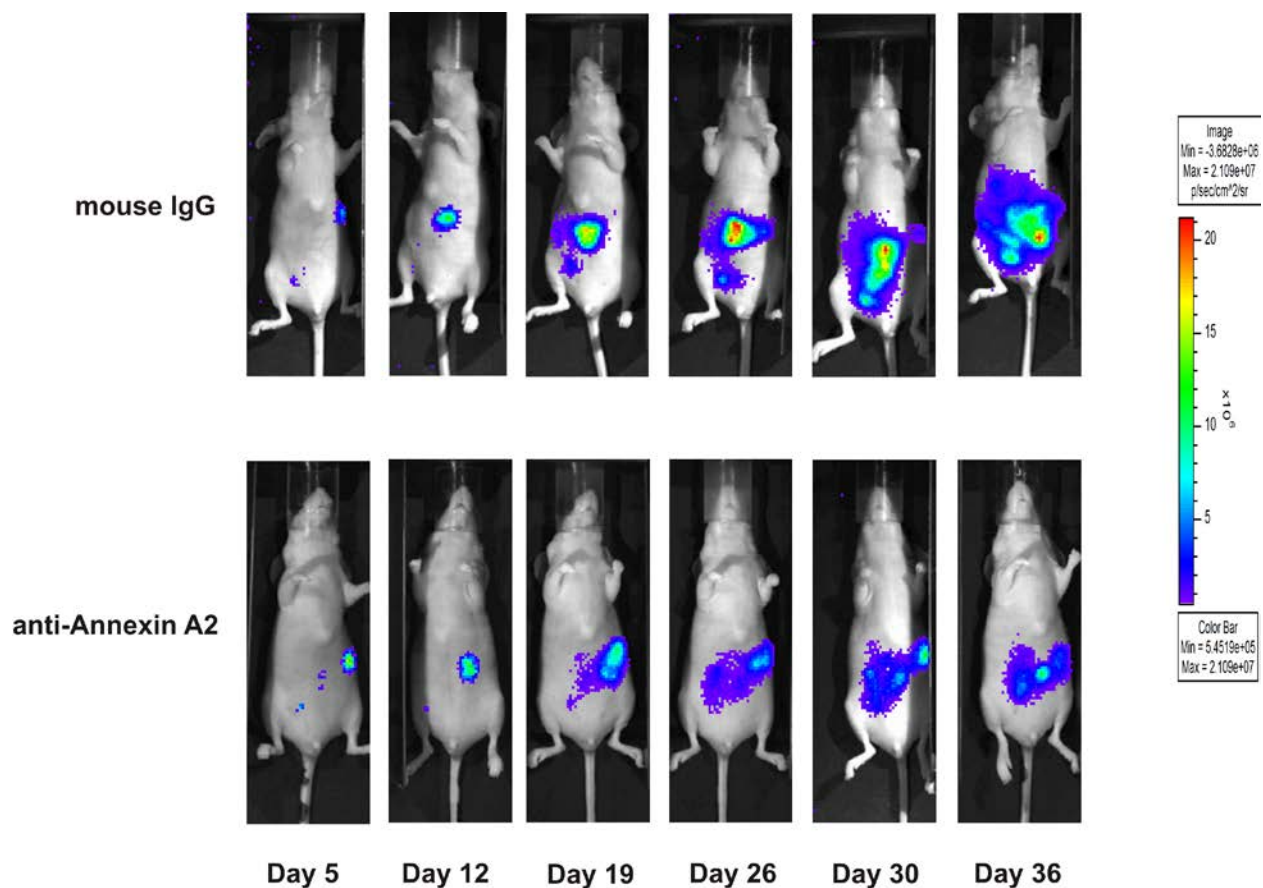 mouse IgG
Image
Min = -3.6828e+06
Max = 2.109e+07
p/sec/cm^2/sr
20
15
10
5
×10⁶
Color Bar
Min = 5.4519e+05
Max = 2.109e+07
anti-Annexin A2
Day 5
Day 12
Day 19
Day 26
Day 30
Day 36